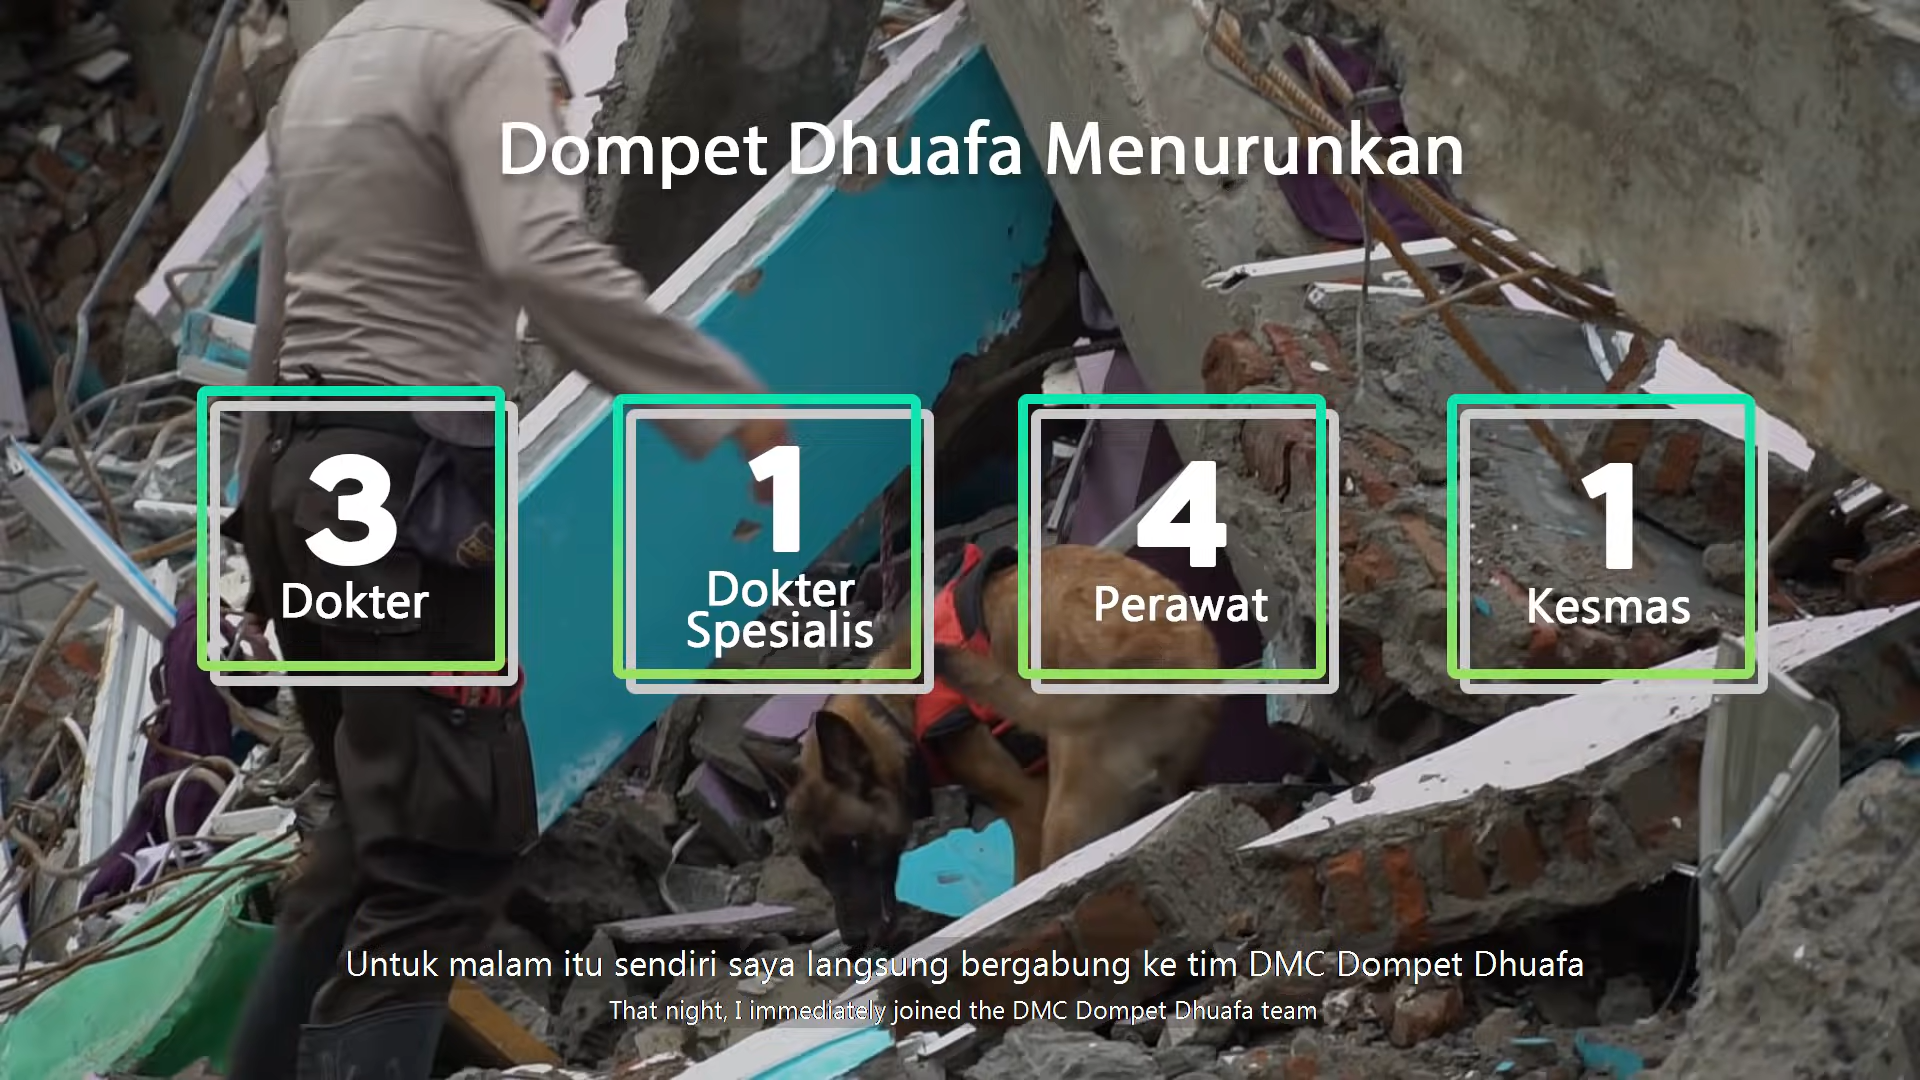 Dompet Dhuafa Menurunkan
3
Dokter
1
Dokter
Spesialis
4
Perawat
1
Kesmas
Untuk malam itu sendiri saya langsung bergabung ke tim DMC Dompet Dhuafa
That night, I immediately joined the DMC Dompet Dhuafa team